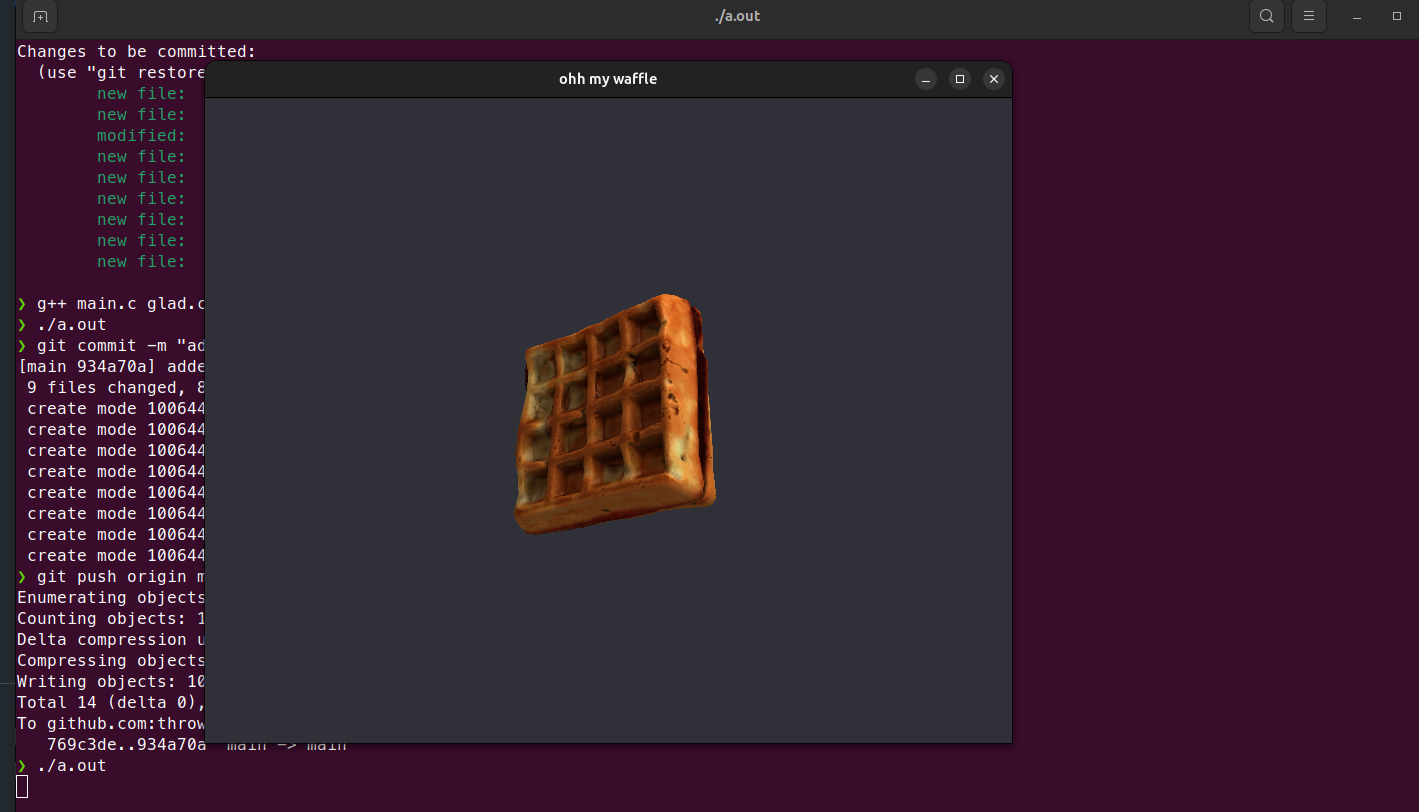 ./a.out
Changes to be committed:
(use "git restore
new file:
new file:
modified:
new file:
new file:
new file:
new file:
new file:
new file:
❯ g++ main.c glad.c
❯ ./a.out
❯ git commit -m "ad
[main 934a70a] adde
9 files changed, 8
create mode 100644
create mode 100644
create mode 100644
create mode 100644
create mode 100644
create mode 100644
create mode 100644
create mode 100644
❯ git push origin m
Enumerating objects
Counting objects: 1
Delta compression u
Compressing objects
Writing objects: 10
Total 14 (delta 0),
To github.com:throw
769c3de..934a70a main -> main
❯ ./a.out
ohh my waffle